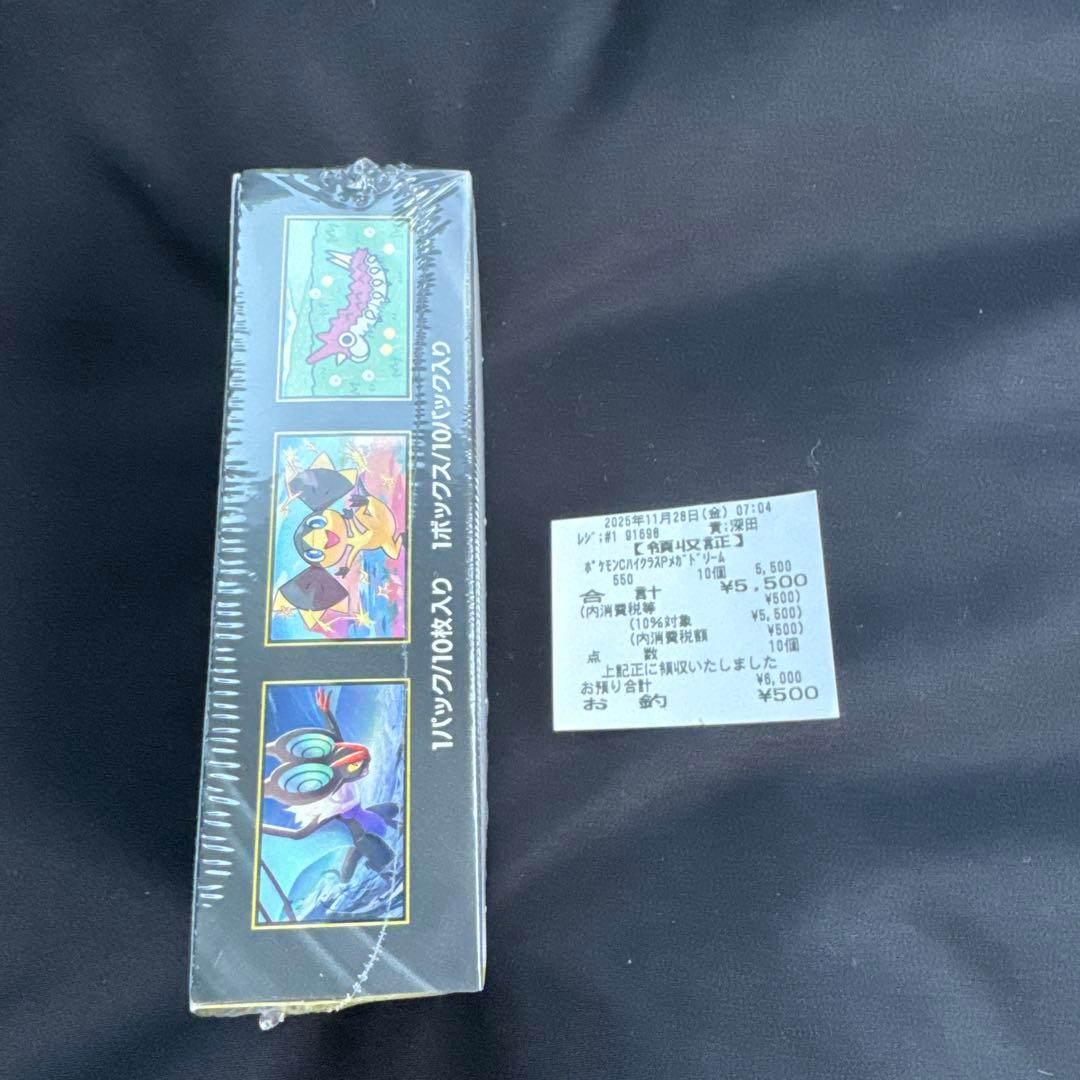 1パック/10枚入り 1ボックス/10パック入り
2025年11月28日(金) 07:04
レジ:#1 91698 責:深田
【領収証】
ポケモンCハイクラスPメガドリーム
550 10個 5,500
合 計 ¥5,500
(内消費税等 ¥500)
(10%対象 ¥5,500)
(内消費税額 ¥500)
点 数 10個
上記正に領収いたしました
お預り合計 ¥6,000
お 釣 ¥500